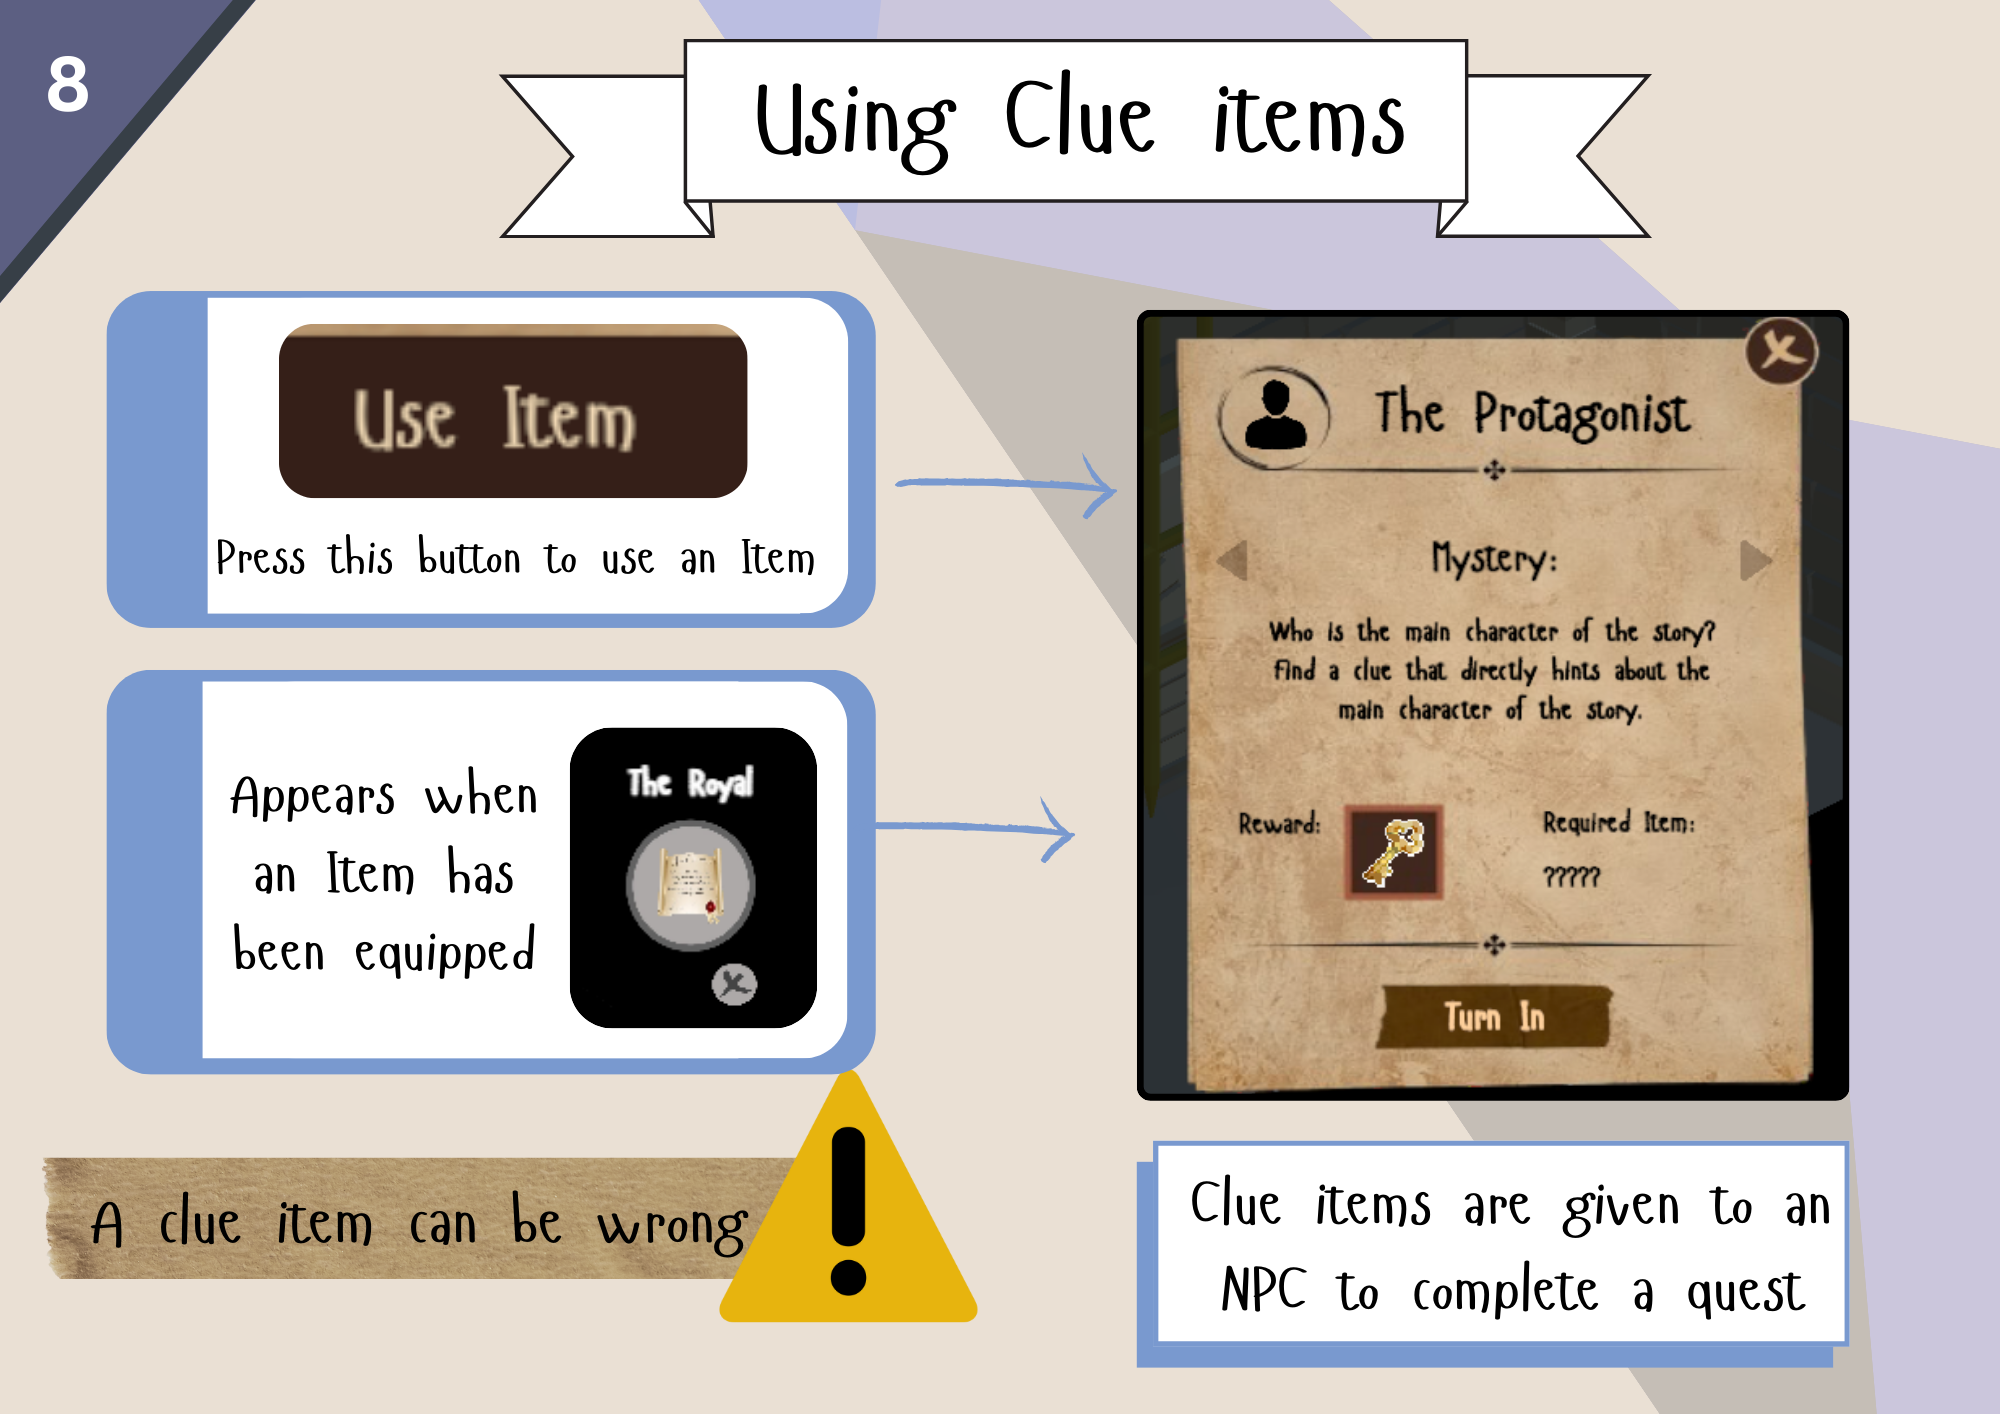 8
Using Clue items
Use Item
Press this button to use an Item
Appears when
an Item has
been equipped
The Royal
A clue item can be wrong
The Protagonist
Mystery:
Who is the main character of the story?
Find a clue that directly hints about the
main character of the story.
Reward:
Required Item:
?????
Turn In
Clue items are given to an
NPC to complete a quest